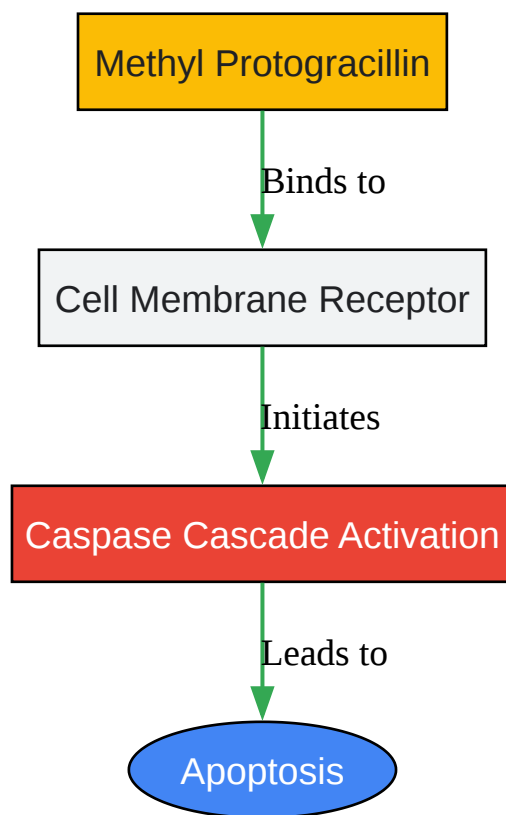 Methyl Protogracillin
Binds to
Cell Membrane Receptor
Initiates
Caspase Cascade Activation
Leads to
Apoptosis